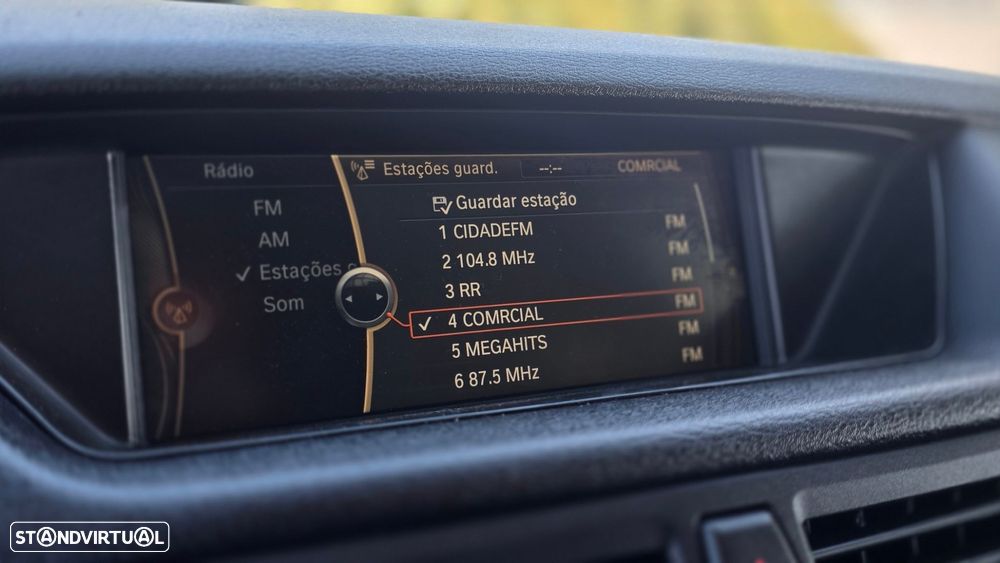 Rádio
FM
AM
Estações
Som
Estações guard.
--:--
COMRCIAL
Guardar estação
1 CIDADEFM FM
2 104.8 MHz FM
3 RR FM
4 COMRCIAL FM
5 MEGAHITS FM
6 87.5 MHz FM
STANDVIRTUAL